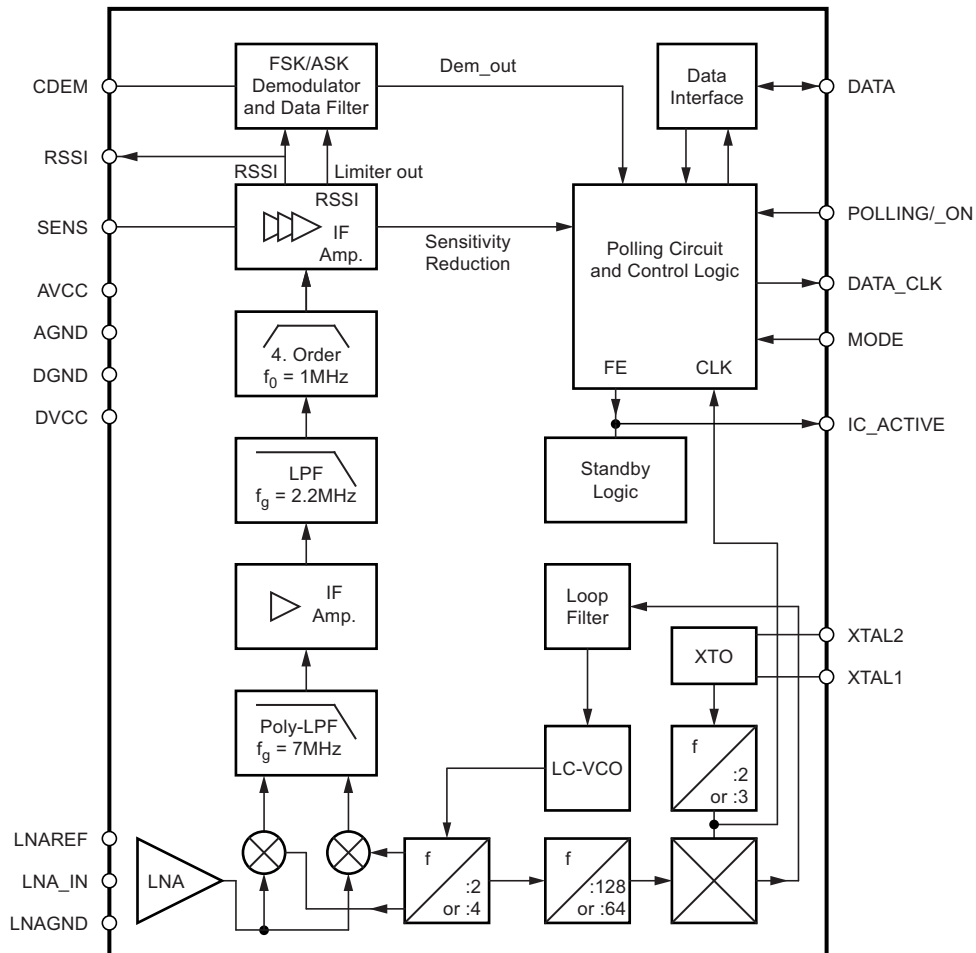 CDEM
RSSI
SENS
AVCC
AGND
DGND
DVCC
LNAREF
LNA_IN
LNAGND
FSK/ASK
Demodulator
and Data Filter
Dem_out
RSSI
Limiter out
RSSI
IF
Amp.
Sensitivity
Reduction
4. Order
f0 = 1MHz
LPF
fg = 2.2MHz
IF
Amp.
Poly-LPF
fg = 7MHz
LNA
Data
Interface
Polling Circuit
and Control Logic
FE
CLK
Standby
Logic
Loop
Filter
XTO
LC-VCO
f
:2
or :3
f
:2
or :4
f
:128
or :64
DATA
POLLING/_ON
DATA_CLK
MODE
IC_ACTIVE
XTAL2
XTAL1